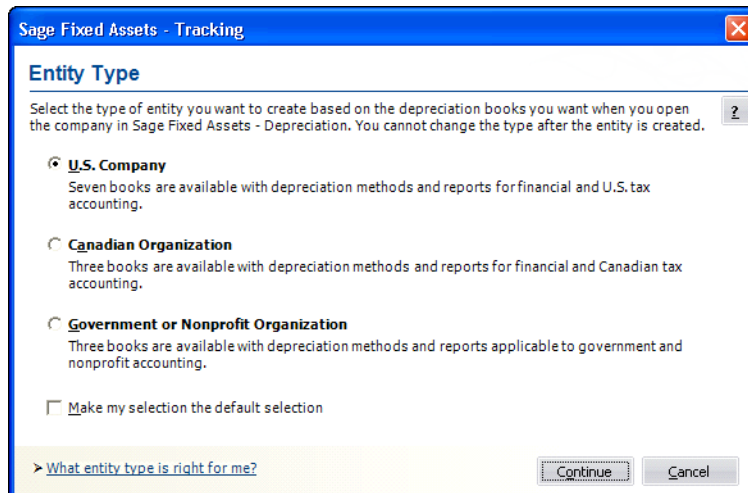 Sage Fixed Assets - Tracking
Entity Type
Select the type of entity you want to create based on the depreciation books you want when you open
the company in Sage Fixed Assets - Depreciation. You cannot change the type after the entity is created.
?
U.S. Company
Seven books are available with depreciation methods and reports for financial and U.S. tax
accounting.
Canadian Organization
Three books are available with depreciation methods and reports for financial and Canadian tax
accounting.
Government or Nonprofit Organization
Three books are available with depreciation methods and reports applicable to government and
nonprofit accounting.
Make my selection the default selection
What entity type is right for me?
Continue
Cancel